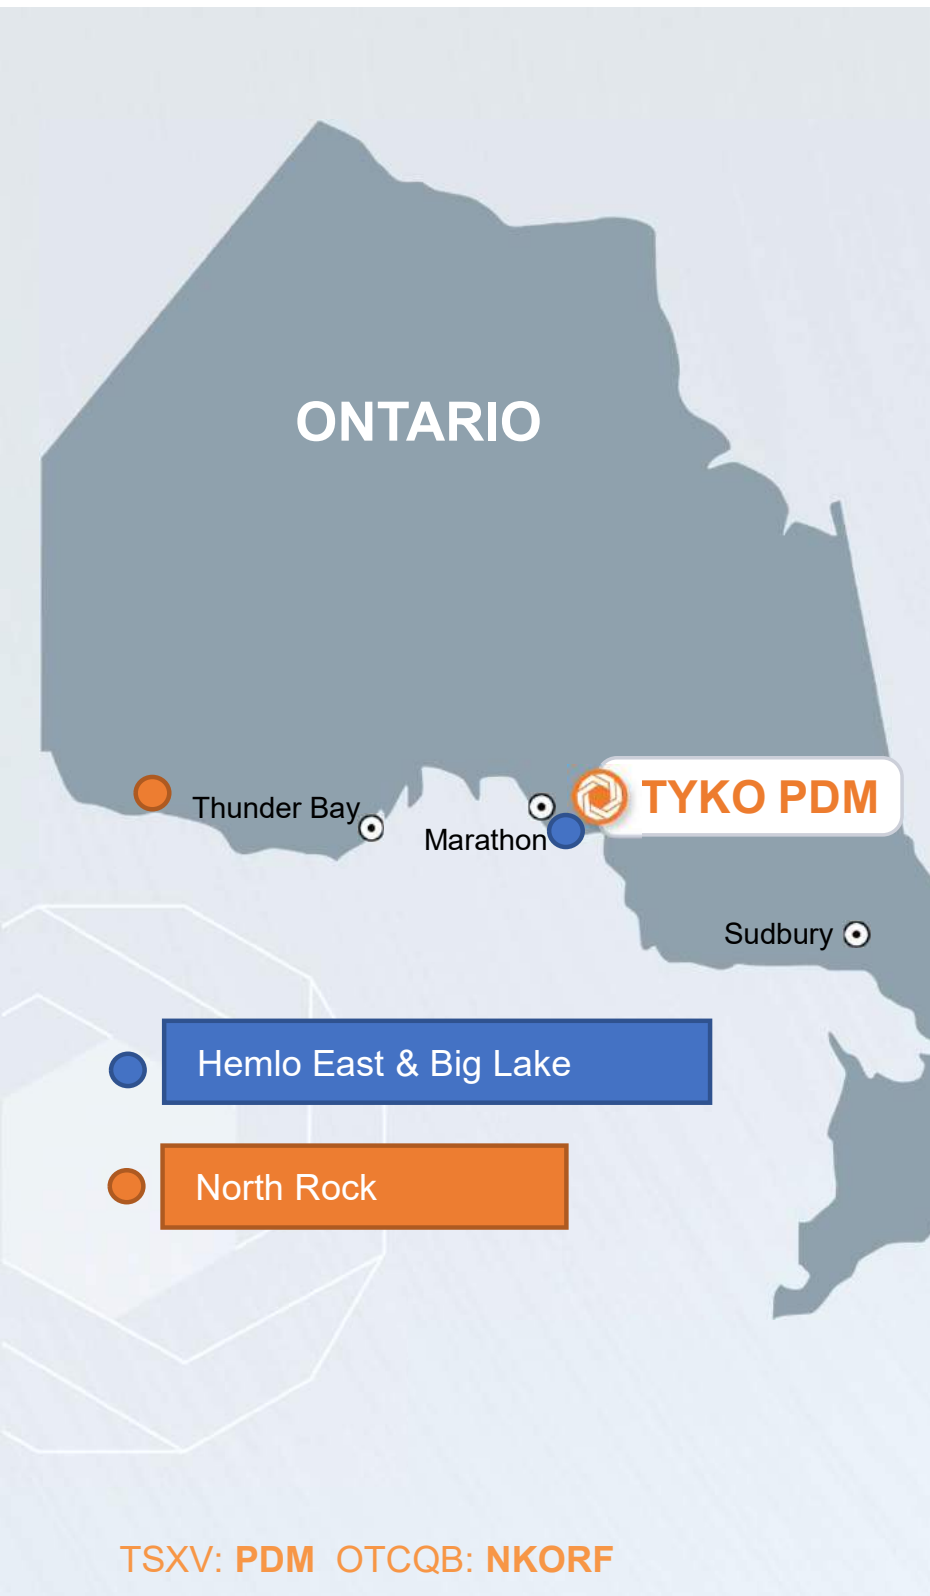 ONTARIO
TYKO PDM
Thunder Bay
Marathon
Sudbury
Hemlo East & Big Lake
North Rock
TSXV: PDM OTCQB: NKORF